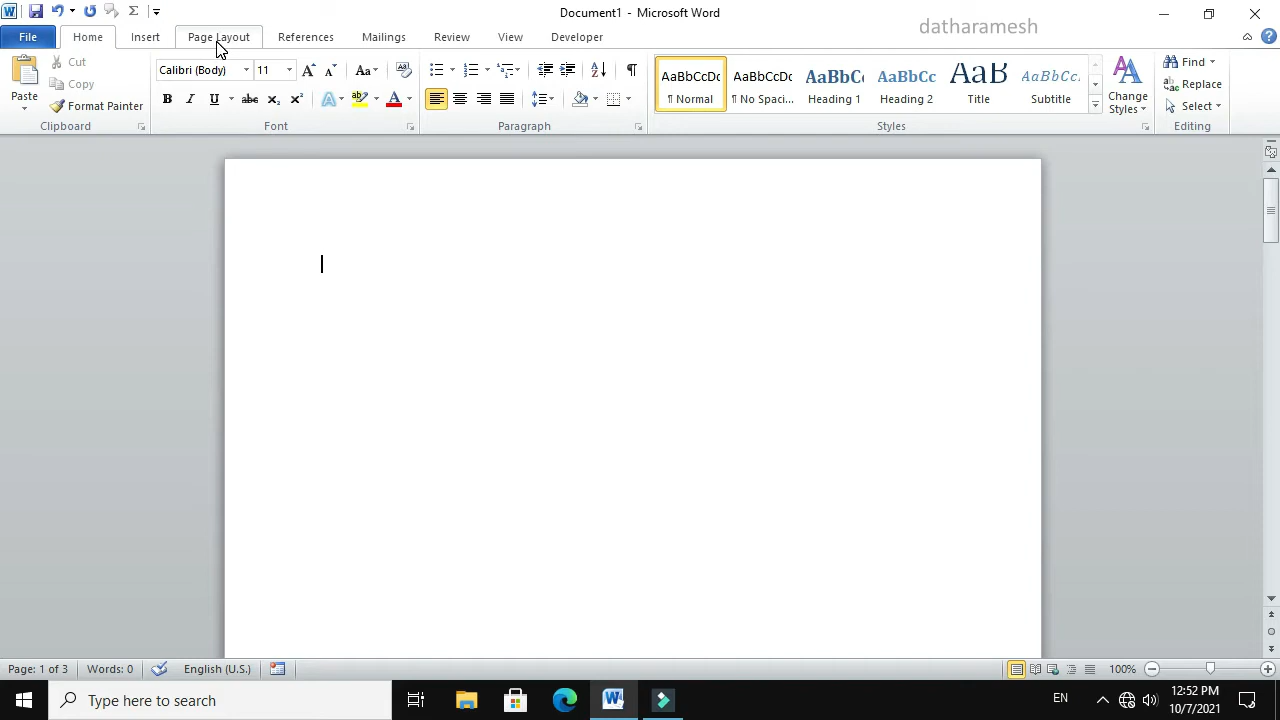 Document1 - Microsoft Word
datharamesh
File Home Insert Page Layout References Mailings Review View Developer
Paste
Cut
Copy
Format Painter
Clipboard
Calibri (Body) 11
Font
Paragraph
AaBbCcDc AaBbCcDc AaBbC AaBbCc AaB AaBbCc.
¶ Normal ¶ No Spaci... Heading 1 Heading 2 Title Subtitle
Styles
Change Styles
Find
Replace
Select
Editing
Page: 1 of 3 Words: 0 English (U.S.) 100%
Type here to search
EN
12:52 PM
10/7/2021